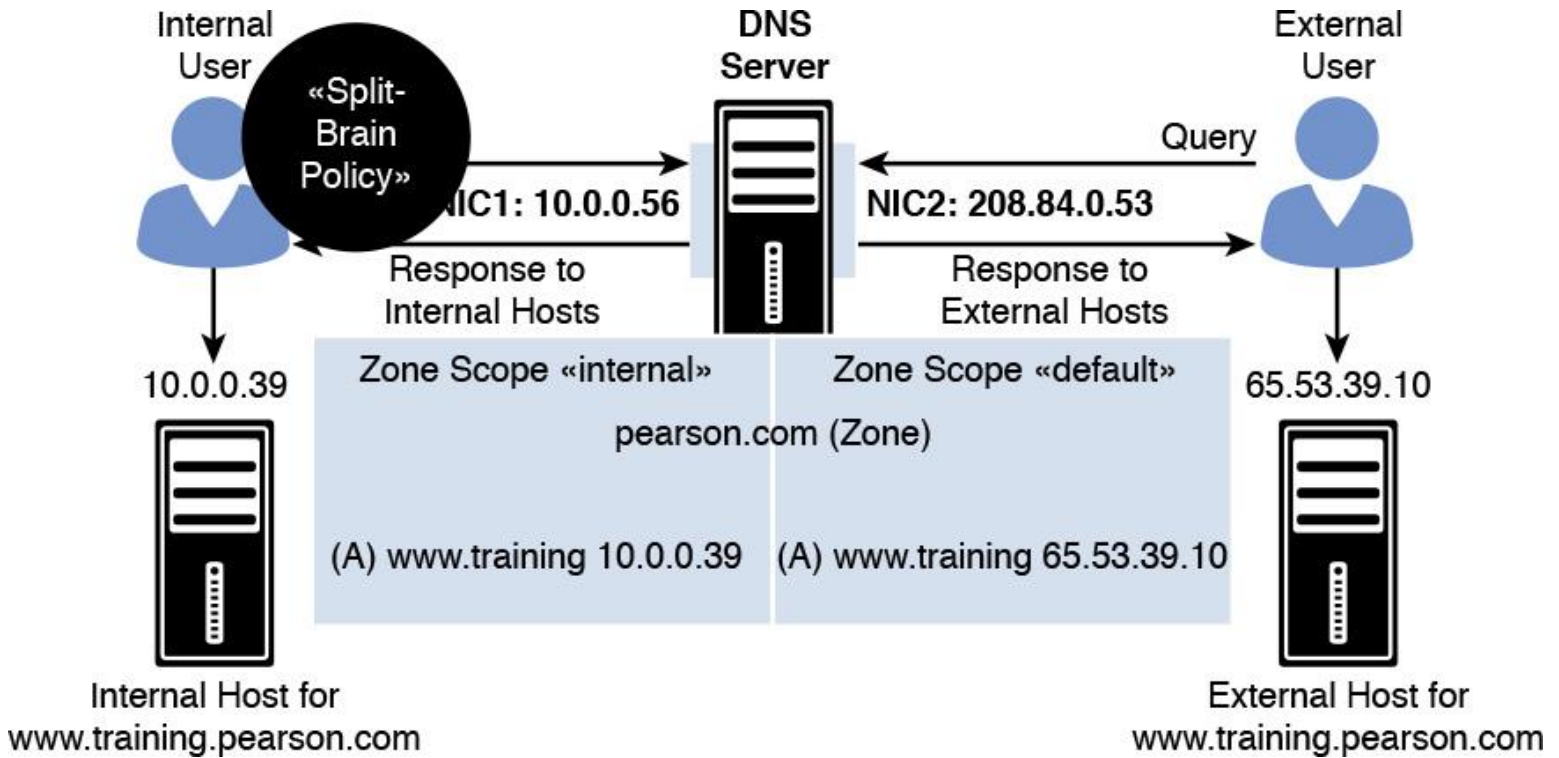 Internal
User
DNS
Server
External
User
«Split-
Brain
Policy»
Query
NIC1: 10.0.0.56
NIC2: 208.84.0.53
Response to
Internal Hosts
Response to
External Hosts
10.0.0.39
Zone Scope «internal»
Zone Scope «default»
65.53.39.10
pearson.com (Zone)
(A) www.training 10.0.0.39
(A) www.training 65.53.39.10
Internal Host for
www.training.pearson.com
External Host for
www.training.pearson.com